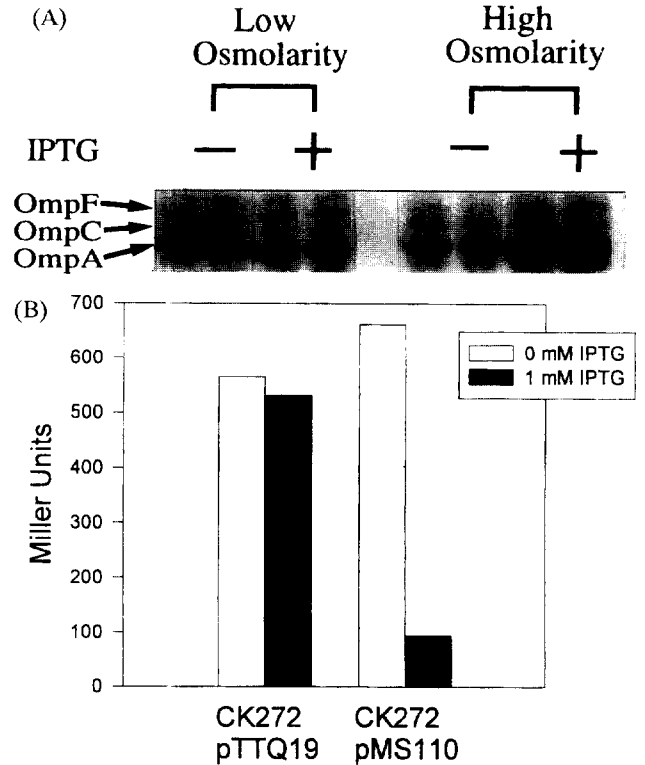 (A)
Low
Osmolarity
High
Osmolarity
IPTG
− + − +
OmpF
OmpC
OmpA
(B)
700
600
500
400
300
200
100
0
Miller Units
0 mM IPTG
1 mM IPTG
CK272
pTTQ19
CK272
pMS110